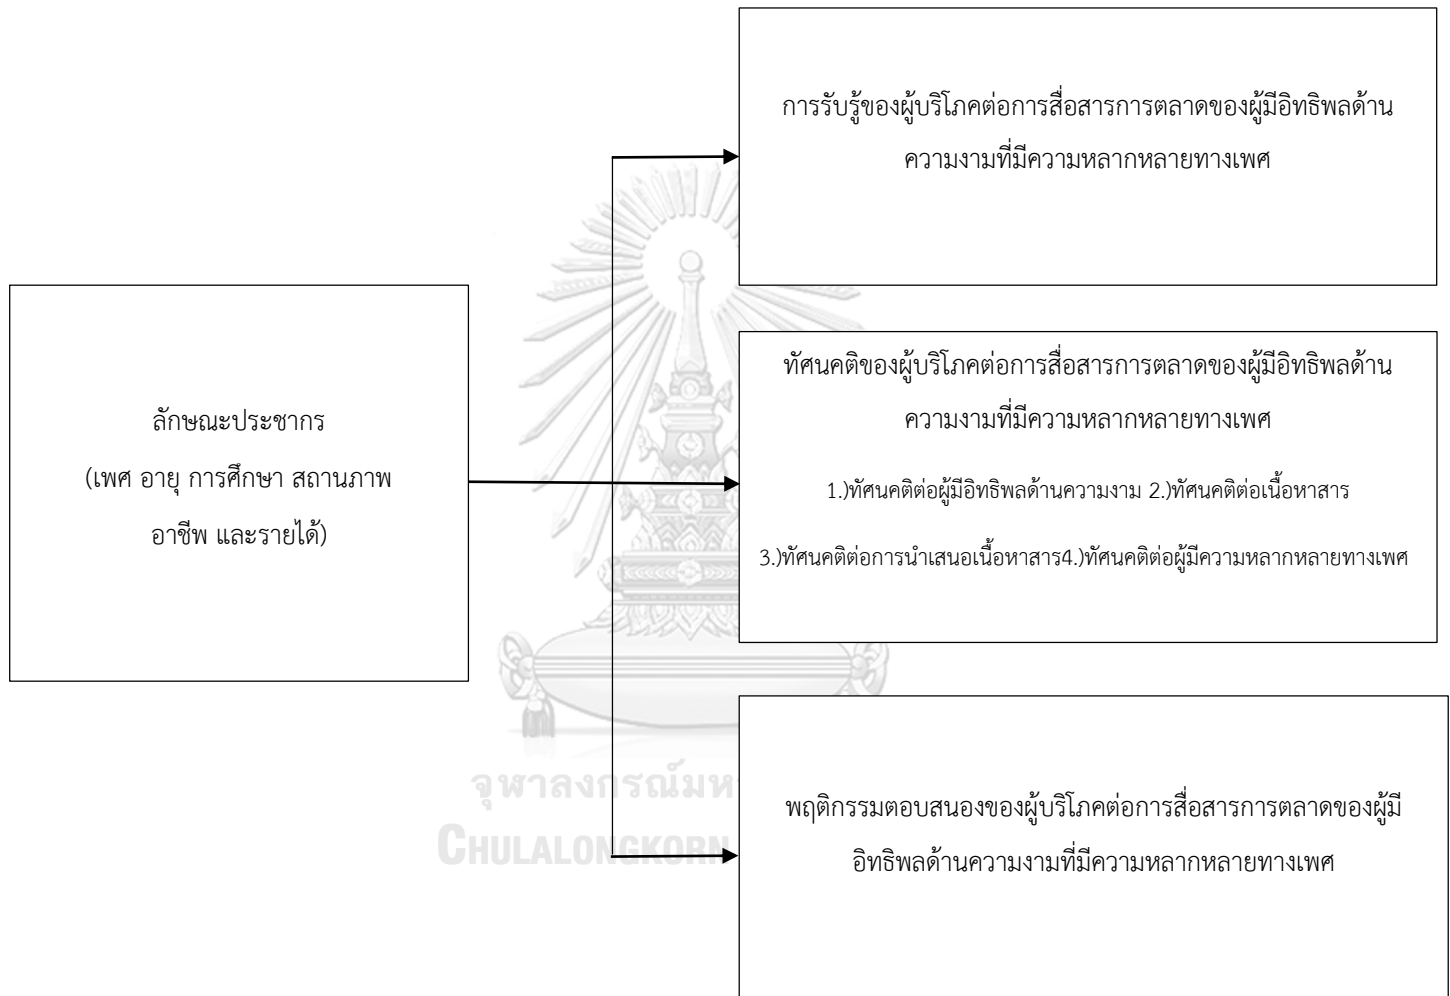 การรับรู้ของผู้บริโภคต่อการสื่อสารการตลาดของผู้มีอิทธิพลด้าน
ความงามที่มีความหลากหลายทางเพศ
ลักษณะประชากร
(เพศ อายุ การศึกษา สถานภาพ
อาชีพ และรายได้)
ทัศนคติของผู้บริโภคต่อการสื่อสารการตลาดของผู้มีอิทธิพลด้าน
ความงามที่มีความหลากหลายทางเพศ
1.)ทัศนคติต่อผู้มีอิทธิพลด้านความงาม 2.)ทัศนคติต่อเนื้อหาสาร
3.)ทัศนคติต่อการนำเสนอเนื้อหาสาร4.)ทัศนคติต่อผู้มีความหลากหลายทางเพศ
พฤติกรรมตอบสนองของผู้บริโภคต่อการสื่อสารการตลาดของผู้มี
อิทธิพลด้านความงามที่มีความหลากหลายทางเพศ
จุฬาลงกรณ์มห
CHULALONGKORN